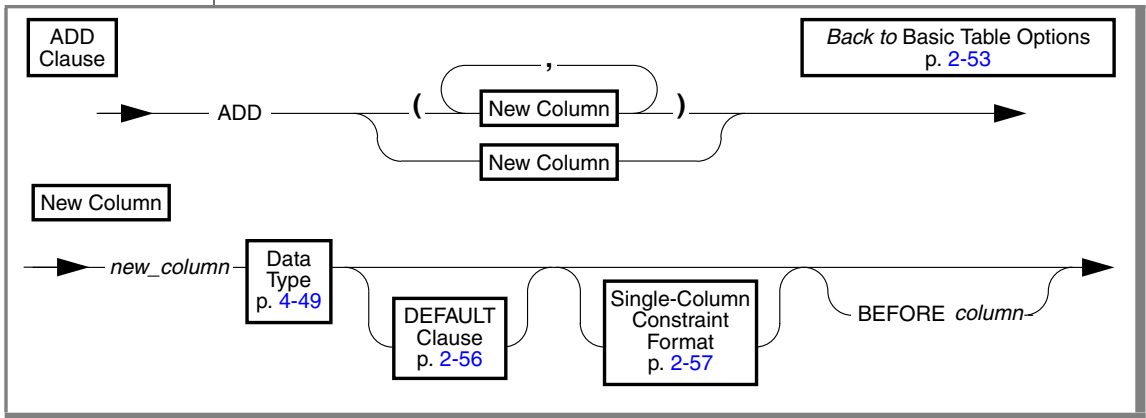 ADD
Clause
Back to Basic Table Options
p. 2-53
,
ADD
(
New Column
)
New Column
New Column
new_column
Data
Type
p. 4-49
DEFAULT
Clause
p. 2-56
Single-Column
Constraint
Format
p. 2-57
BEFORE column